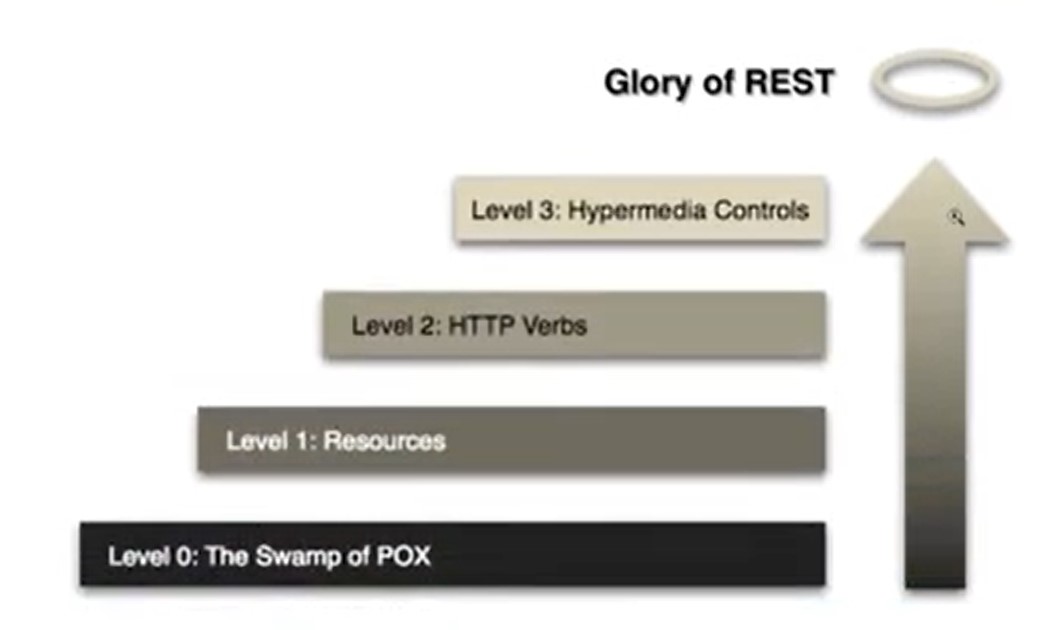 Glory of REST
Level 3: Hypermedia Controls
Level 2: HTTP Verbs
Level 1: Resources
Level 0: The Swamp of POX